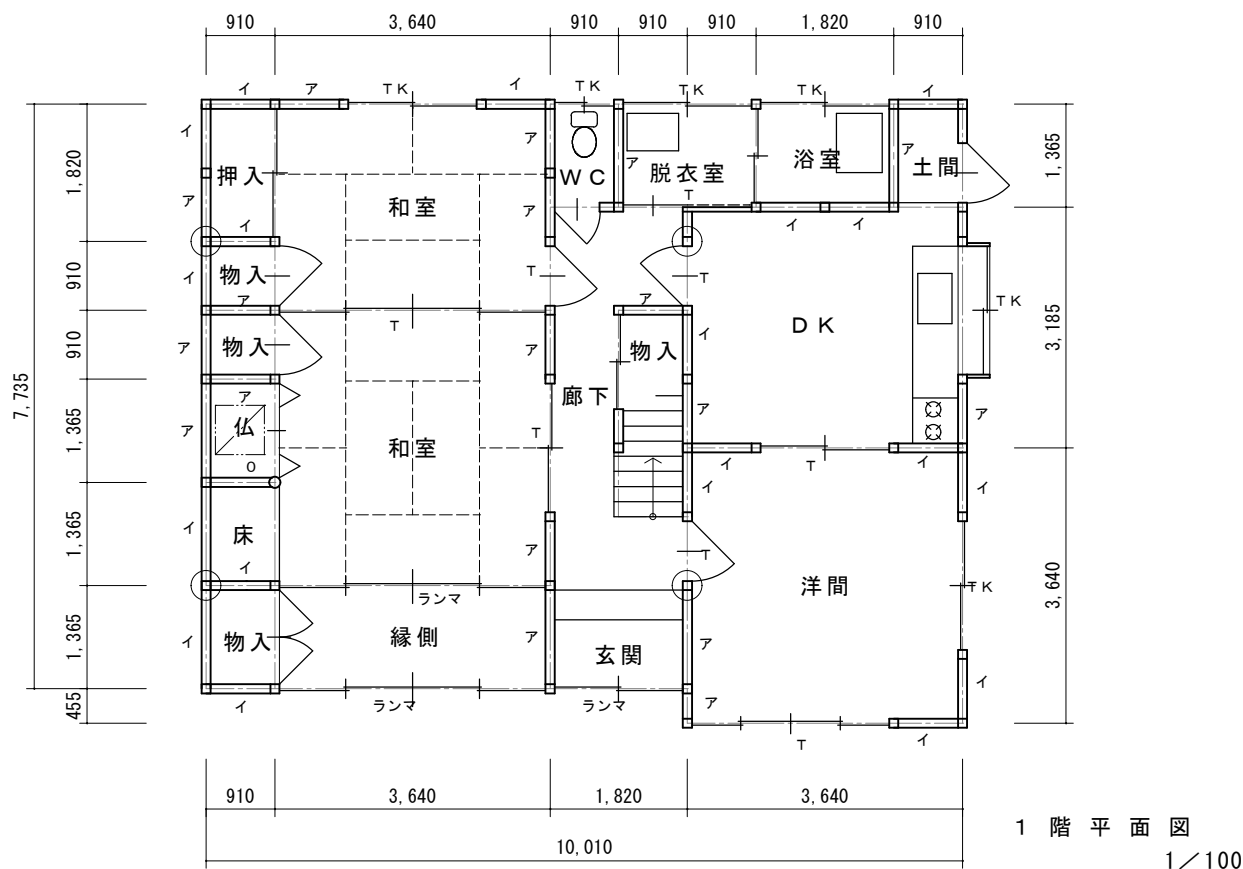 910 3,640 910 910 910 1,820 910
イ ア TK イ TK TK TK イ
イ ア ア ア
押入 和室 WC 脱衣室 浴室 土間
1,820 1,365
ア ア T
イ イ イ
910 イ 物入 T T TK
ア ア
T DK
910 ア 物入 ア 物入 イ 3,185
7,735
廊下
ア ア ア
1,365 ア 仏 和室 T
O イ T イ
イ イ
1,365 イ 床 ア T
イ 洋間 TK 3,640
ランマ
1,365 イ 物入 縁側 ア 玄関 ア
イ
455 イ ランマ ランマ ア
T イ
910 3,640 1,820 3,640
10,010
1階平面図
1/100